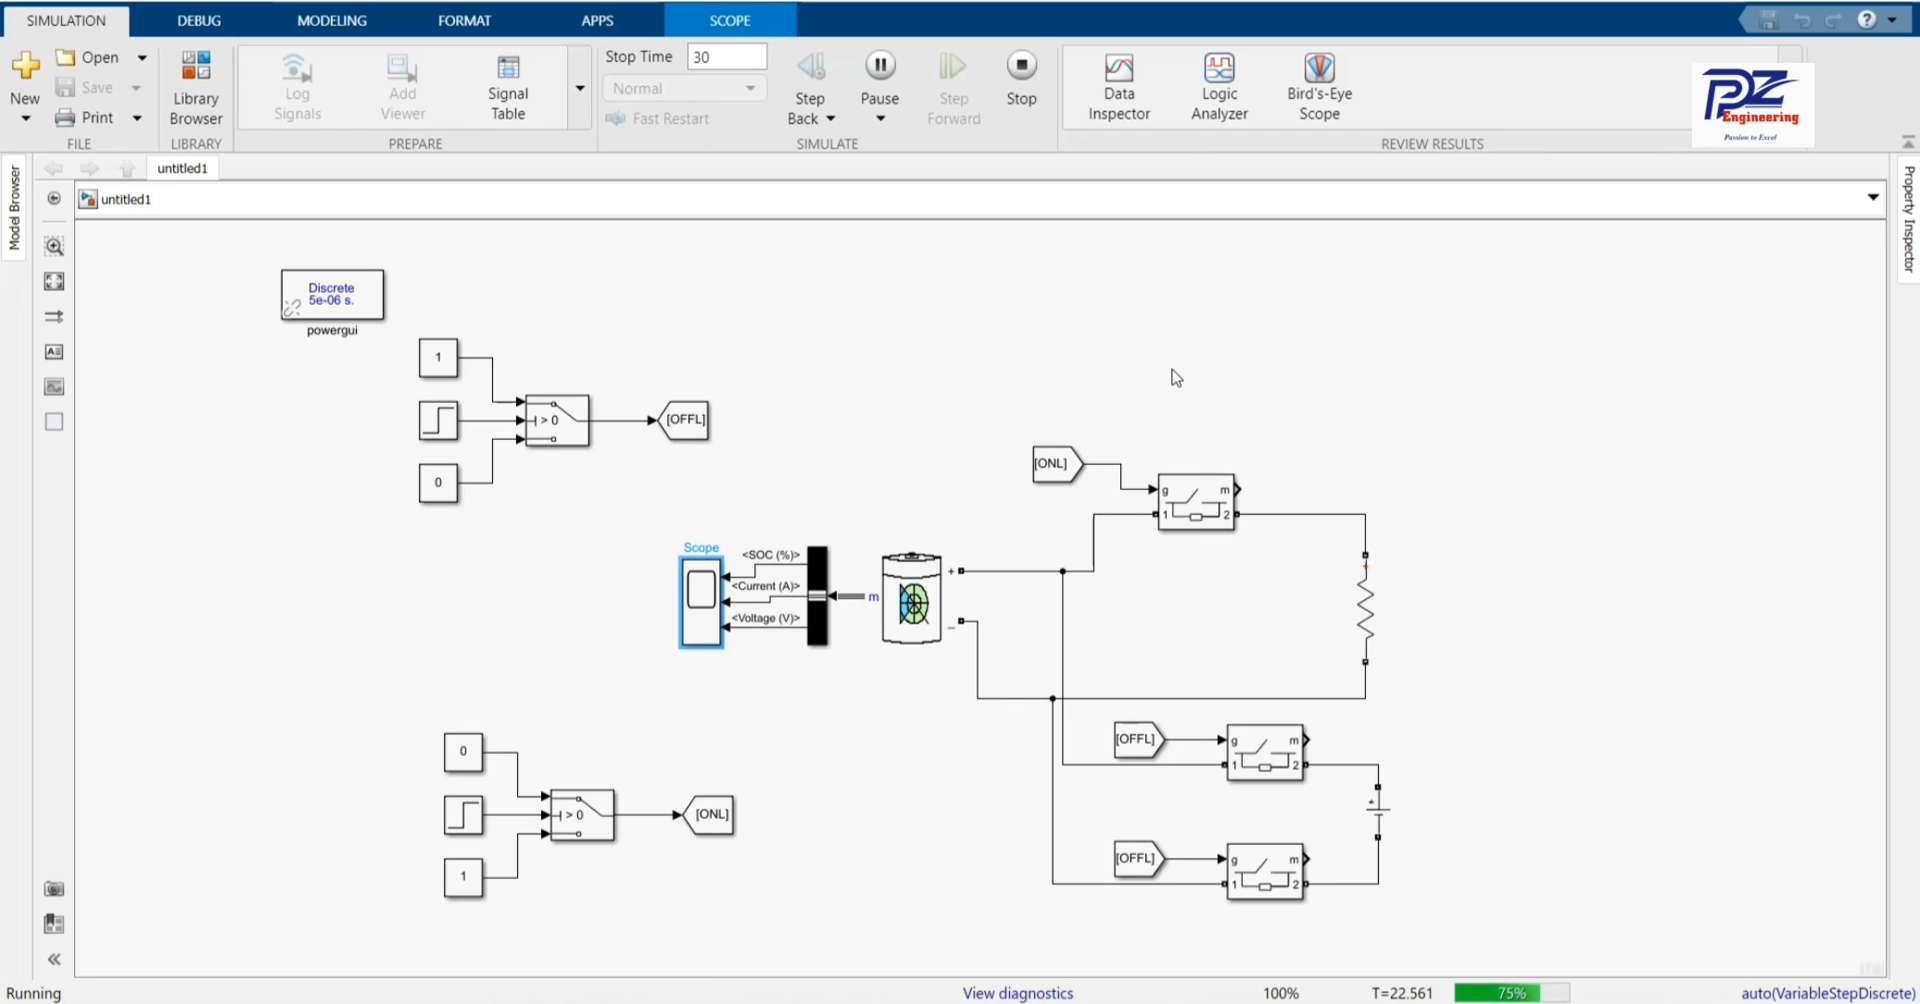 SIMULATION
DEBUG
MODELING
FORMAT
APPS
SCOPE
?
New
Open
Save
Print
FILE
Library
Browser
LIBRARY
Log
Signals
Add
Viewer
Signal
Table
PREPARE
Stop Time 30
Normal
Fast Restart
Step
Back
Pause
Step
Forward
Stop
SIMULATE
Data
Inspector
Logic
Analyzer
Bird's-Eye
Scope
REVIEW RESULTS
PZ
Engineering
Passion to Excel
Model Browser
untitled1
untitled1
Property Inspector
Discrete
5e-06 s.
powergui
1
> 0
[OFFL]
0
[ONL]
g m
1 2
Scope
<SOC (%)>
<Current (A)>
<Voltage (V)>
m
+
–
+
0
> 0
[ONL]
1
[OFFL]
g m
1 2
+
[OFFL]
g m
1 2
Running
View diagnostics
100%
T=22.561
75%
auto(VariableStepDiscrete)